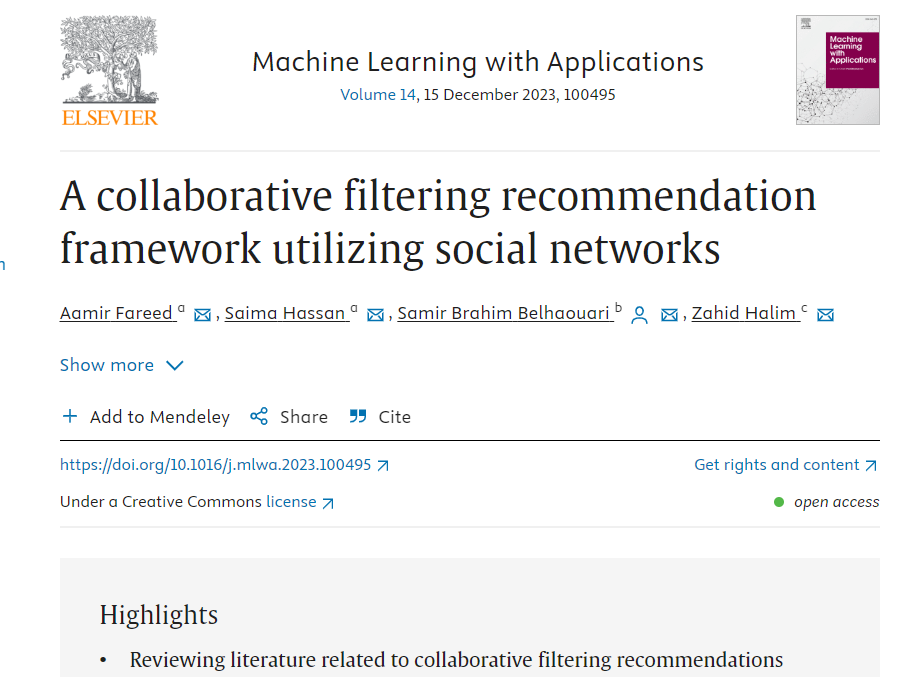 ELSEVIER
Machine Learning with Applications
Volume 14, 15 December 2023, 100495
Machine
Learning
with
Applications
A collaborative filtering recommendation
framework utilizing social networks
n
Aamir Fareed a, Saima Hassan a, Samir Brahim Belhaouari b, Zahid Halim c
Show more
+ Add to Mendeley Share Cite
https://doi.org/10.1016/j.mlwa.2023.100495 Get rights and content
Under a Creative Commons license open access
Highlights
• Reviewing literature related to collaborative filtering recommendations